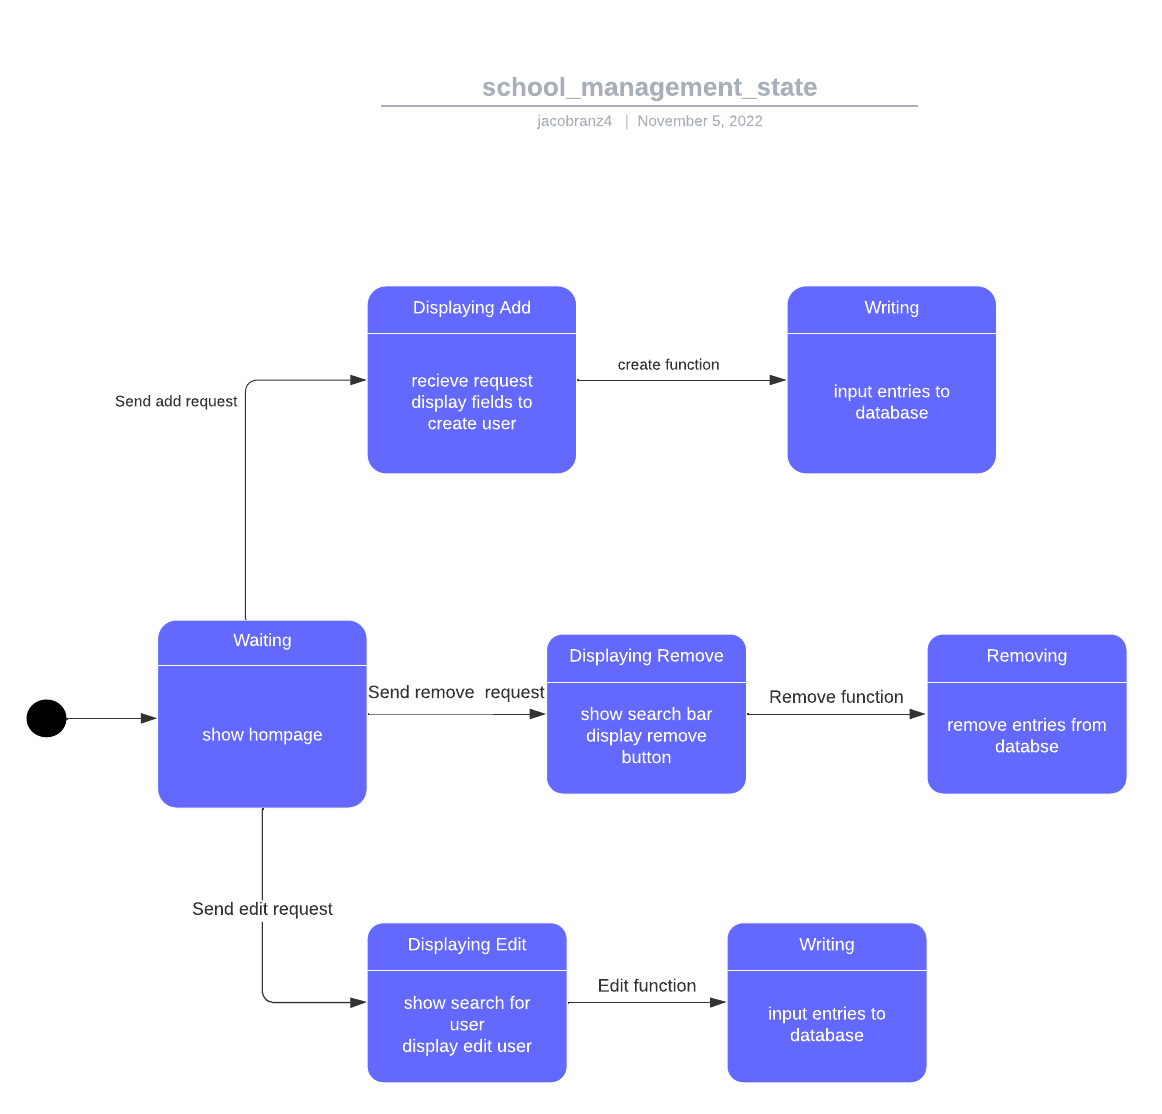 school_management_state
jacobranz4 | November 5, 2022
Displaying Add
recieve request
display fields to
create user
create function
Writing
input entries to
database
Send add request
Waiting
show hompage
Send remove request
Displaying Remove
show search bar
display remove
button
Remove function
Removing
remove entries from
databse
Send edit request
Displaying Edit
show search for
user
display edit user
Edit function
Writing
input entries to
database